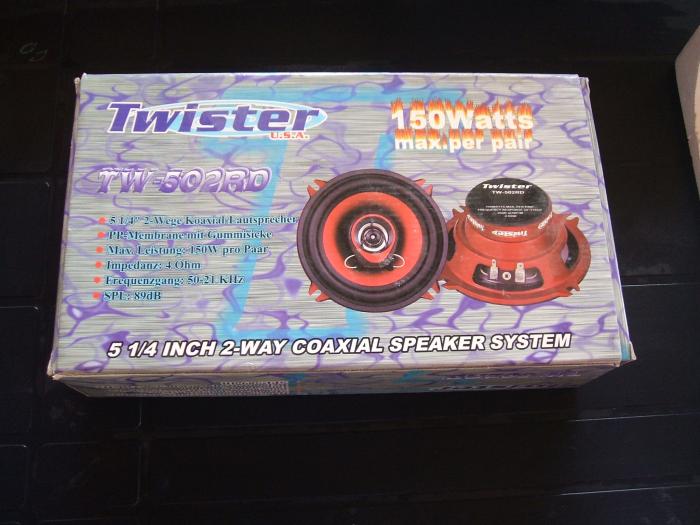 Twister
U.S.A.
150Watts
max.per pair
TW-502RD
5 1/4" 2-Wege Koaxial-Lautsprecher
PP-Membrane mit Gummisicke
Max. Leistung: 150W pro Paar
Impedanz: 4 Ohm
Frequenzgang: 50-21.KHz
SPL: 89dB
Twister
TW-502RD
Twister
5 1/4 INCH 2-WAY COAXIAL SPEAKER SYSTEM